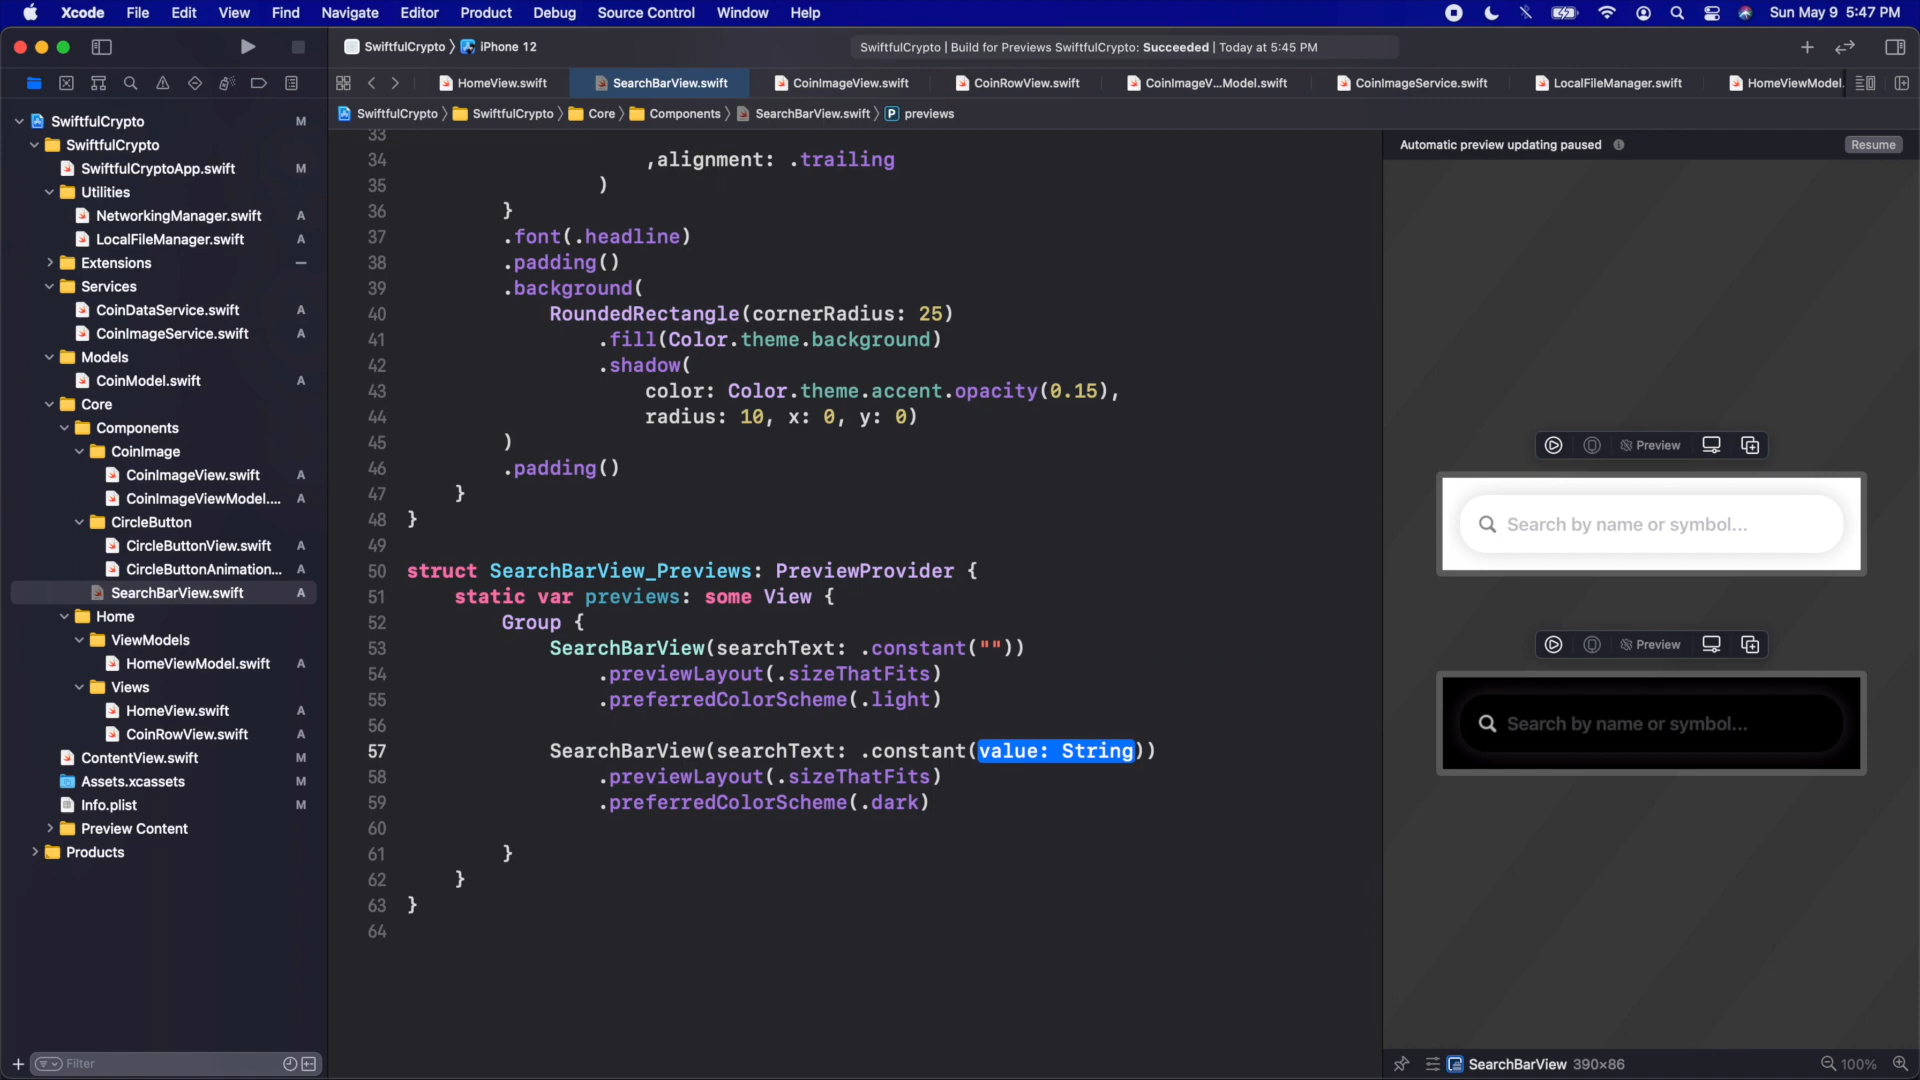 Xcode File Edit View Find Navigate Editor Product Debug Source Control Window Help Sun May 9 5:47 PM
SwiftfulCrypto iPhone 12 SwiftfulCrypto | Build for Previews SwiftfulCrypto: Succeeded | Today at 5:45 PM
HomeView.swift SearchBarView.swift CoinImageView.swift CoinRowView.swift CoinImageV...Model.swift CoinImageService.swift LocalFileManager.swift HomeViewModel.
SwiftfulCrypto SwiftfulCrypto Core Components SearchBarView.swift P previews
SwiftfulCrypto M
SwiftfulCrypto
SwiftfulCryptoApp.swift M
Utilities
NetworkingManager.swift A
LocalFileManager.swift A
Extensions
Services
CoinDataService.swift A
CoinImageService.swift A
Models
CoinModel.swift A
Core
Components
CoinImage
CoinImageView.swift A
CoinImageViewModel.... A
CircleButton
CircleButtonView.swift A
CircleButtonAnimation... A
SearchBarView.swift A
Home
ViewModels
HomeViewModel.swift A
Views
HomeView.swift A
CoinRowView.swift A
ContentView.swift M
Assets.xcassets M
Info.plist M
Preview Content
Products
Filter
33
34 ,alignment: .trailing
35 )
36 }
37 .font(.headline)
38 .padding()
39 .background(
40 RoundedRectangle(cornerRadius: 25)
41 .fill(Color.theme.background)
42 .shadow(
43 color: Color.theme.accent.opacity(0.15),
44 radius: 10, x: 0, y: 0)
45 )
46 .padding()
47 }
48 }
49
50 struct SearchBarView_Previews: PreviewProvider {
51 static var previews: some View {
52 Group {
53 SearchBarView(searchText: .constant(""))
54 .previewLayout(.sizeThatFits)
55 .preferredColorScheme(.light)
56
57 SearchBarView(searchText: .constant(value: String))
58 .previewLayout(.sizeThatFits)
59 .preferredColorScheme(.dark)
60
61 }
62 }
63 }
64
Automatic preview updating paused Resume
Preview
Search by name or symbol...
Preview
Search by name or symbol...
SearchBarView 390×86 100%